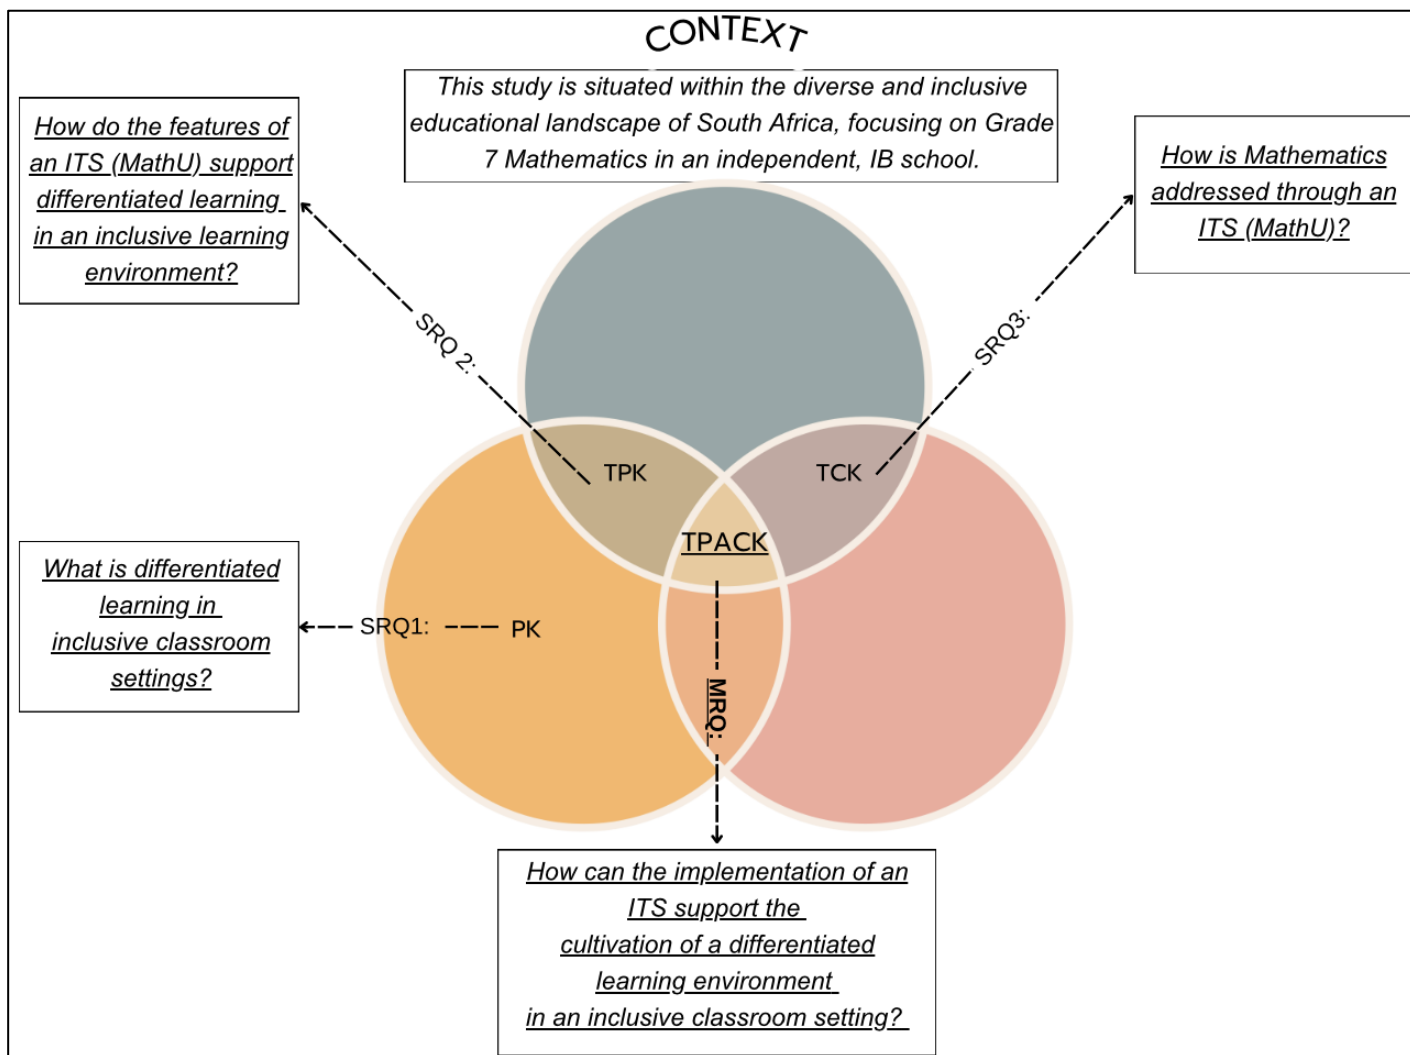 CONTEXT
This study is situated within the diverse and inclusive
educational landscape of South Africa, focusing on Grade
7 Mathematics in an independent, IB school.
How do the features of
an ITS (MathU) support
differentiated learning
in an inclusive learning
environment?
How is Mathematics
addressed through an
ITS (MathU)?
SRQ 2:
SRQ3:
TPK
TCK
TPACK
What is differentiated
learning in
inclusive classroom
settings?
SRQ1:
PK
MRQ:
How can the implementation of an
ITS support the
cultivation of a differentiated
learning environment
in an inclusive classroom setting?